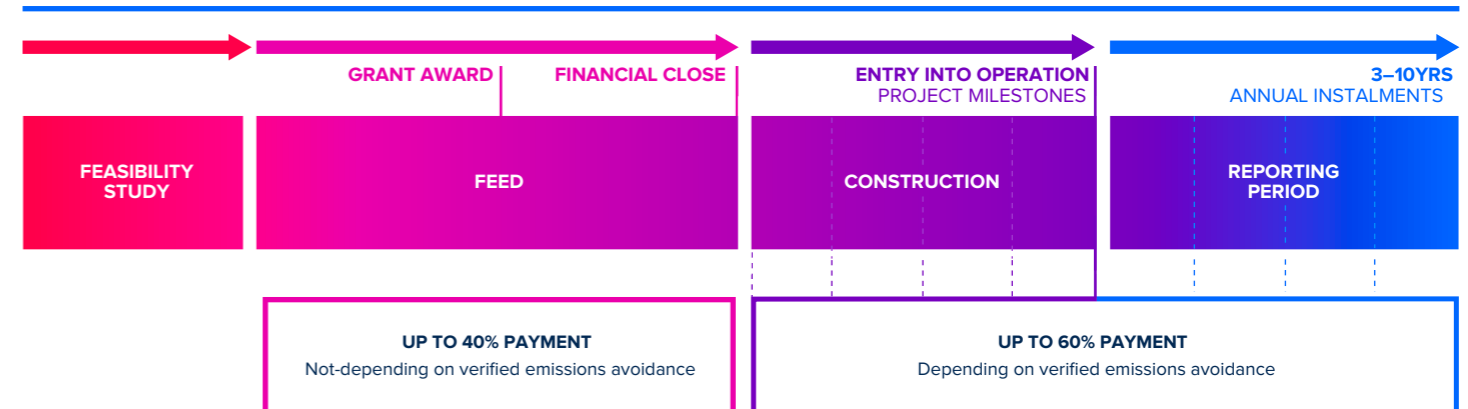 GRANT AWARD
FINANCIAL CLOSE
ENTRY INTO OPERATION
PROJECT MILESTONES
3–10YRS
ANNUAL INSTALMENTS
FEASIBILITY
STUDY
FEED
CONSTRUCTION
REPORTING
PERIOD
UP TO 40% PAYMENT
Not-depending on verified emissions avoidance
UP TO 60% PAYMENT
Depending on verified emissions avoidance